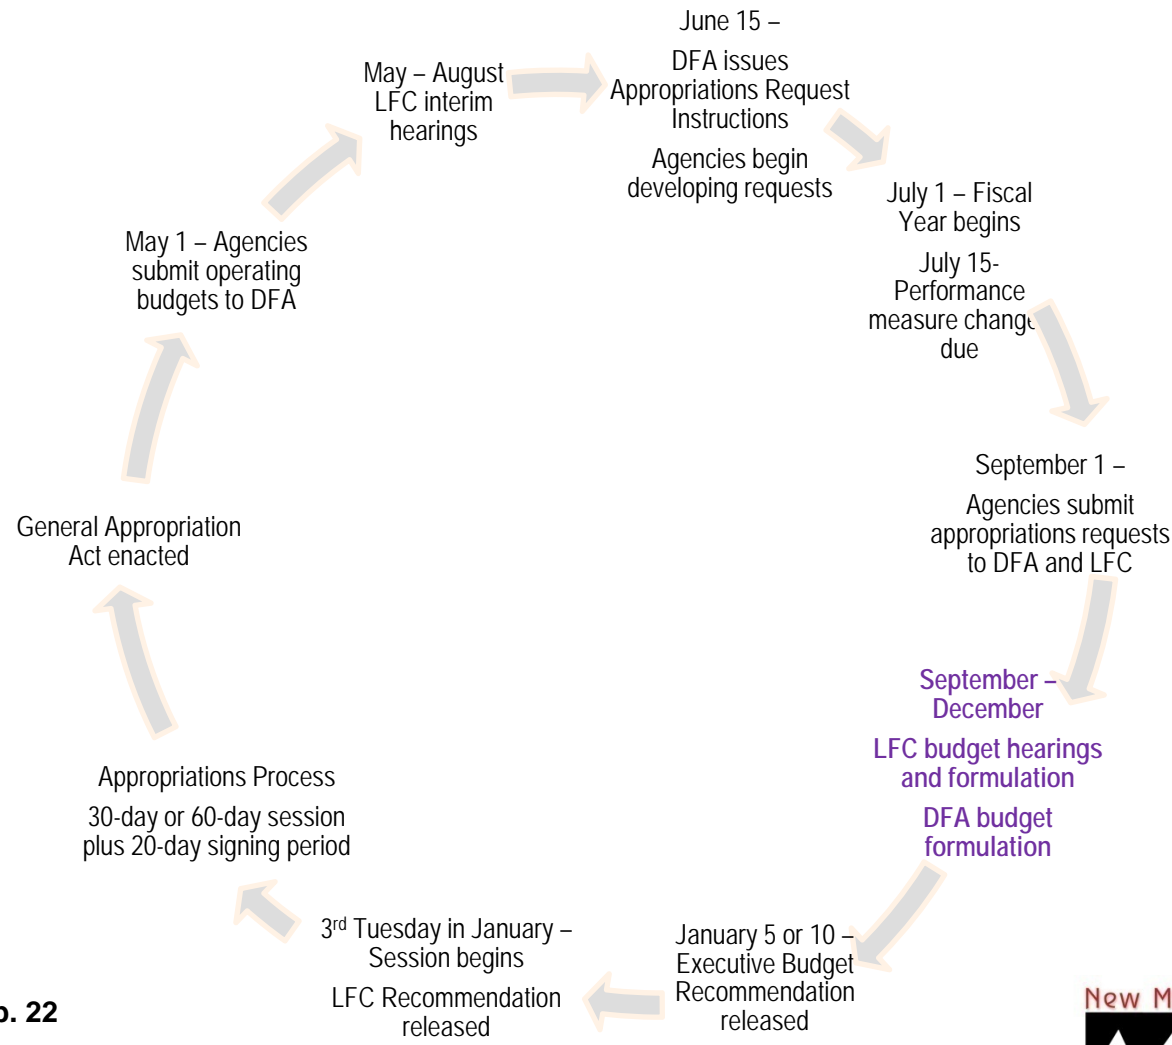 June 15 –
DFA issues
Appropriations Request
Instructions
Agencies begin
developing requests
July 1 – Fiscal
Year begins
July 15-
Performance
measure change
due
September 1 –
Agencies submit
appropriations requests
to DFA and LFC
September –
December
LFC budget hearings
and formulation
DFA budget
formulation
January 5 or 10 –
Executive Budget
Recommendation
released
3rd Tuesday in January –
Session begins
LFC Recommendation
released
Appropriations Process
30-day or 60-day session
plus 20-day signing period
General Appropriation
Act enacted
May 1 – Agencies
submit operating
budgets to DFA
May – August
LFC interim
hearings
p. 22
New M